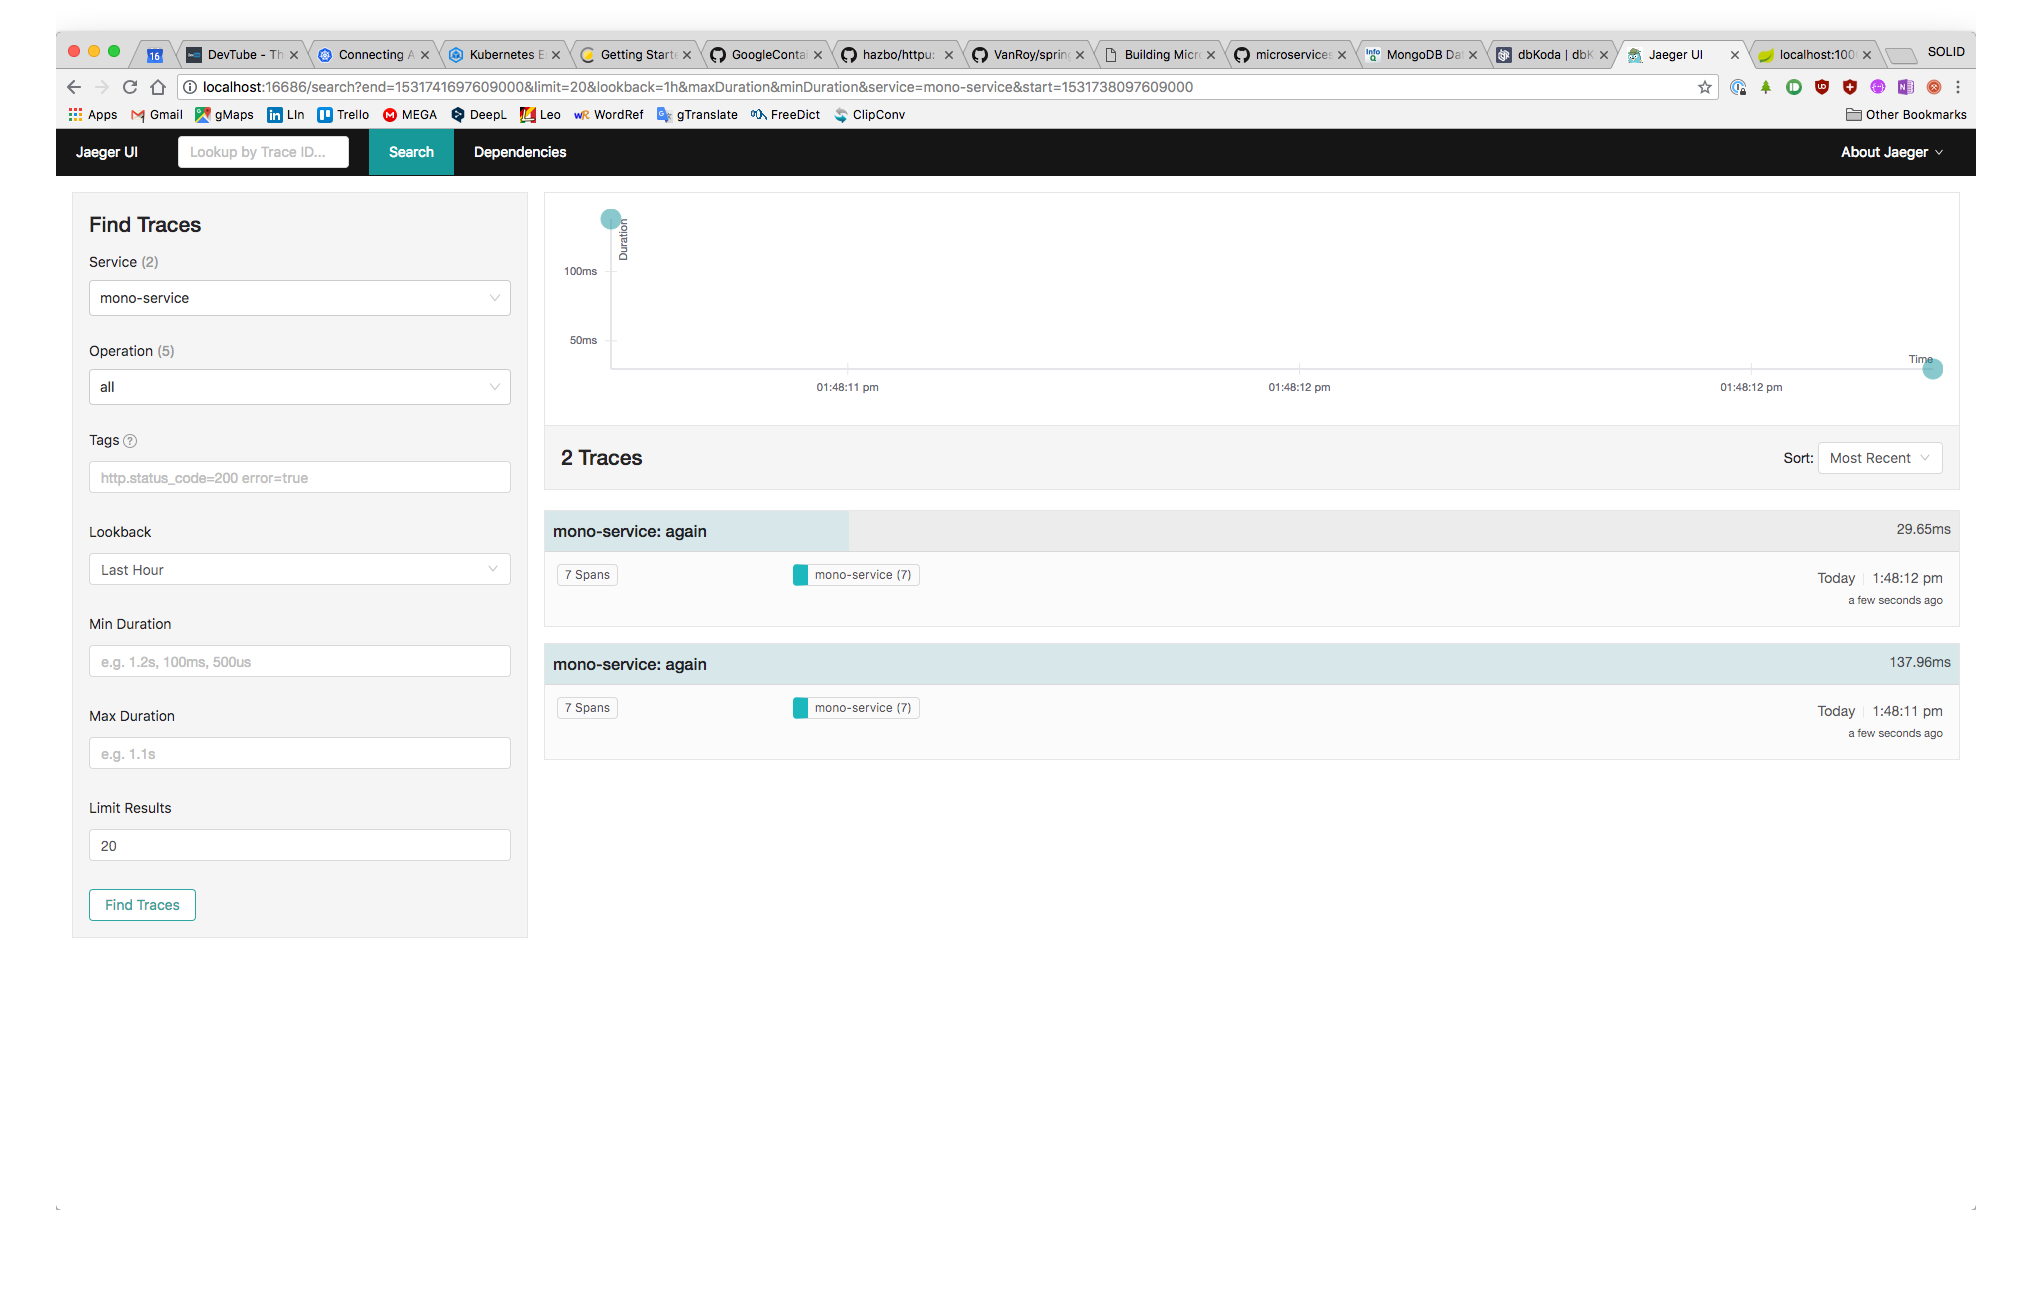 16 DevTube - Th Connecting A Kubernetes E Getting Starte GoogleContai hazbo/httpu: VanRoy/spring Building Micro microservices MongoDB Dat dbKoda | dbK Jaeger UI localhost:100 SOLID
localhost:16686/search?end=1531741697609000&limit=20&lookback=1h&maxDuration&minDuration&service=mono-service&start=1531738097609000
Apps Gmail gMaps LIn Trello MEGA DeepL Leo WordRef gTranslate FreeDict ClipConv Other Bookmarks
Jaeger UI Lookup by Trace ID... Search Dependencies About Jaeger
Find Traces
Service (2)
mono-service
Operation (5)
all
Tags ?
http.status_code=200 error=true
Lookback
Last Hour
Min Duration
e.g. 1.2s, 100ms, 500us
Max Duration
e.g. 1.1s
Limit Results
20
Find Traces
Duration
100ms
50ms
Time
01:48:11 pm 01:48:12 pm 01:48:12 pm
2 Traces Sort: Most Recent
mono-service: again 29.65ms
7 Spans mono-service (7) Today 1:48:12 pm
a few seconds ago
mono-service: again 137.96ms
7 Spans mono-service (7) Today 1:48:11 pm
a few seconds ago